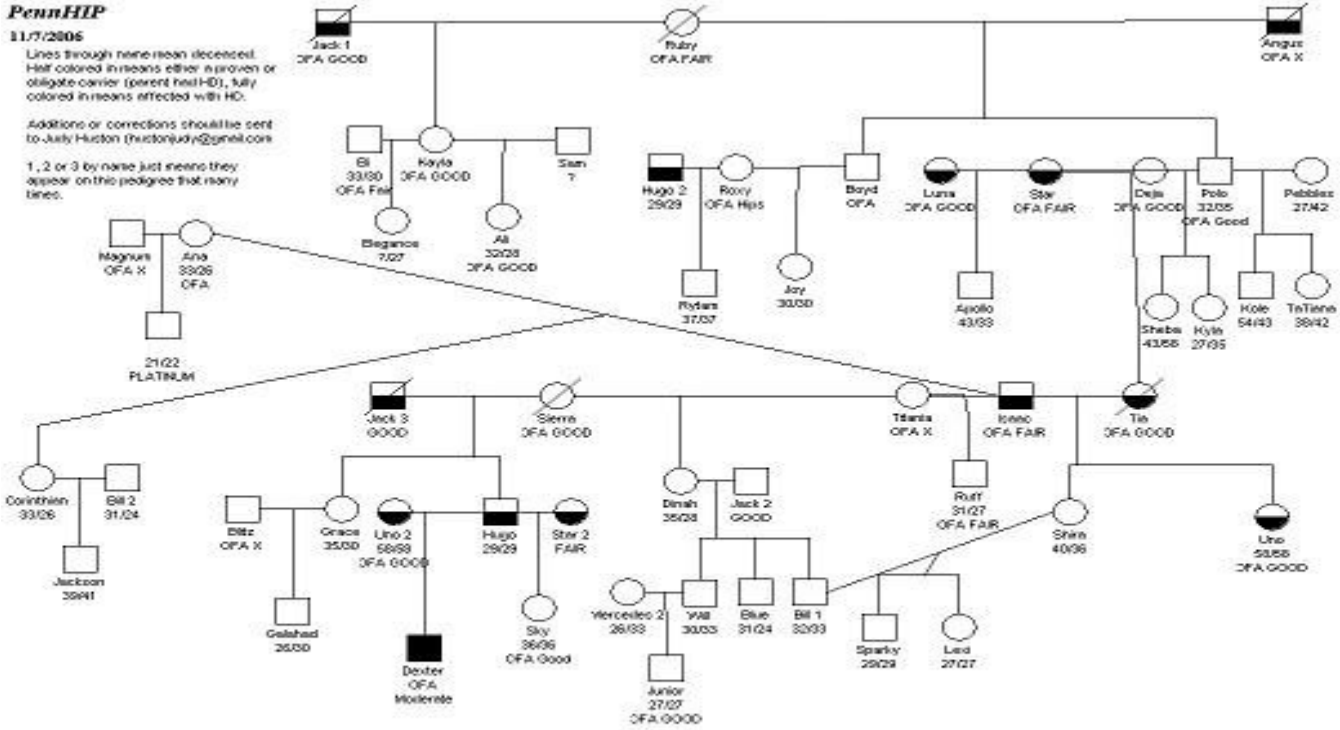 PennHIP
11/7/2006
Lines through name mean deceased.
Half colored in means either a proven or
obligate carrier (parent had HD), fully
colored in means affected with HD.
Additions or corrections should be sent
to Judy Huston (hustonjudy@gmail.com
1, 2 or 3 by name just means they
appear on this pedigree that many
times.
Jack 1
OFA GOOD
Ruby
OFA FAIR
Angus
OFA X
33/30
OFA Fair
Kayla
OFA GOOD
Sam
?
Hugo 2
29/29
Roxy
OFA Hips
Boyd
OFA
Luna
OFA GOOD
Star
OFA FAIR
Deja
OFA GOOD
Polo
32/35
OFA Good
Pebbles
27/42
Elegance
?/27
Ali
32/28
OFA GOOD
Magnum
OFA X
Ana
33/26
OFA
21/22
PLATINUM
37/37
Joy
30/30
Apollo
43/33
Sheba
43/58
Kyla
27/35
Kole
54/43
TaTiana
38/42
Jack 3
GOOD
Sierra
OFA GOOD
Titania
OFA X
Isaac
OFA FAIR
Tia
OFA GOOD
Corinthian
33/26
Bill 2
31/24
Jackson
39/41
Blitz
OFA X
Grace
35/30
Uno 2
58/58
OFA GOOD
Hugo
29/29
Star 2
FAIR
Dinah
35/28
Jack 2
GOOD
Ruff
31/27
OFA FAIR
Shira
40/36
Uno
58/58
OFA GOOD
Galahad
26/30
Dexter
OFA
Moderate
Sky
36/36
OFA Good
Mercedes 2
26/33
Will
30/33
Blue
31/24
Bill 1
32/33
Sparky
29/29
Lexi
27/27
Junior
27/27
OFA GOOD